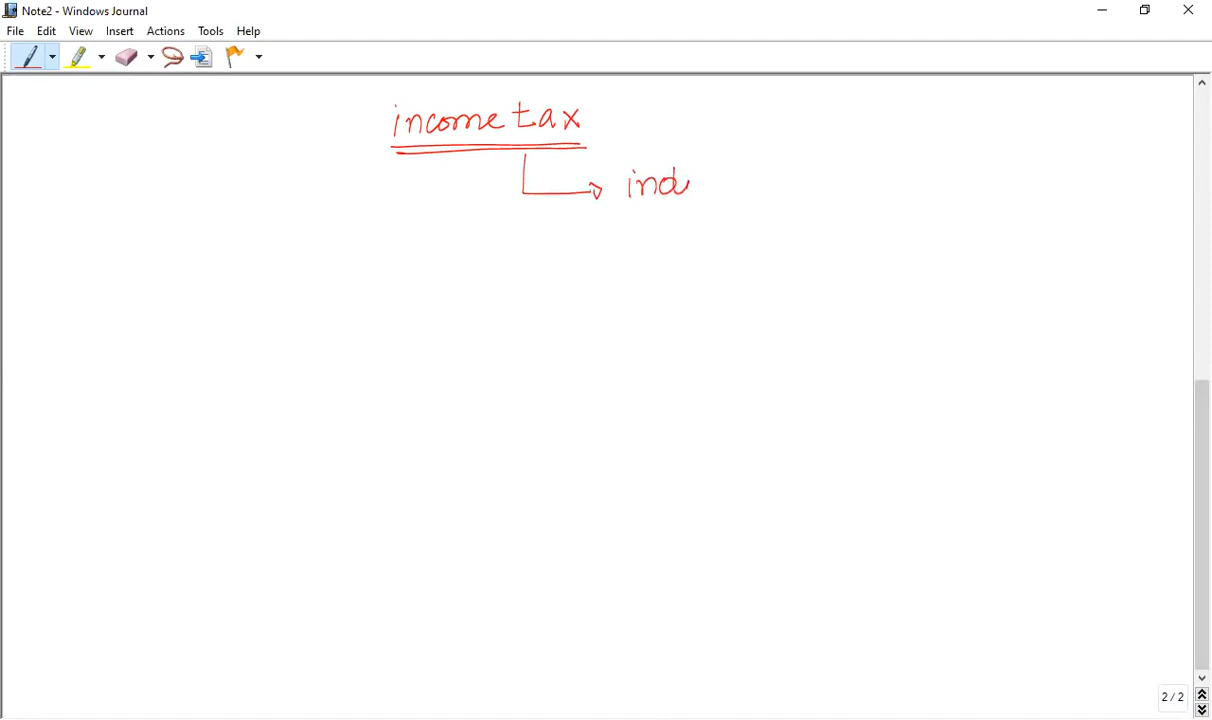 Note2 - Windows Journal
File Edit View Insert Actions Tools Help
income tax
ind
2 / 2